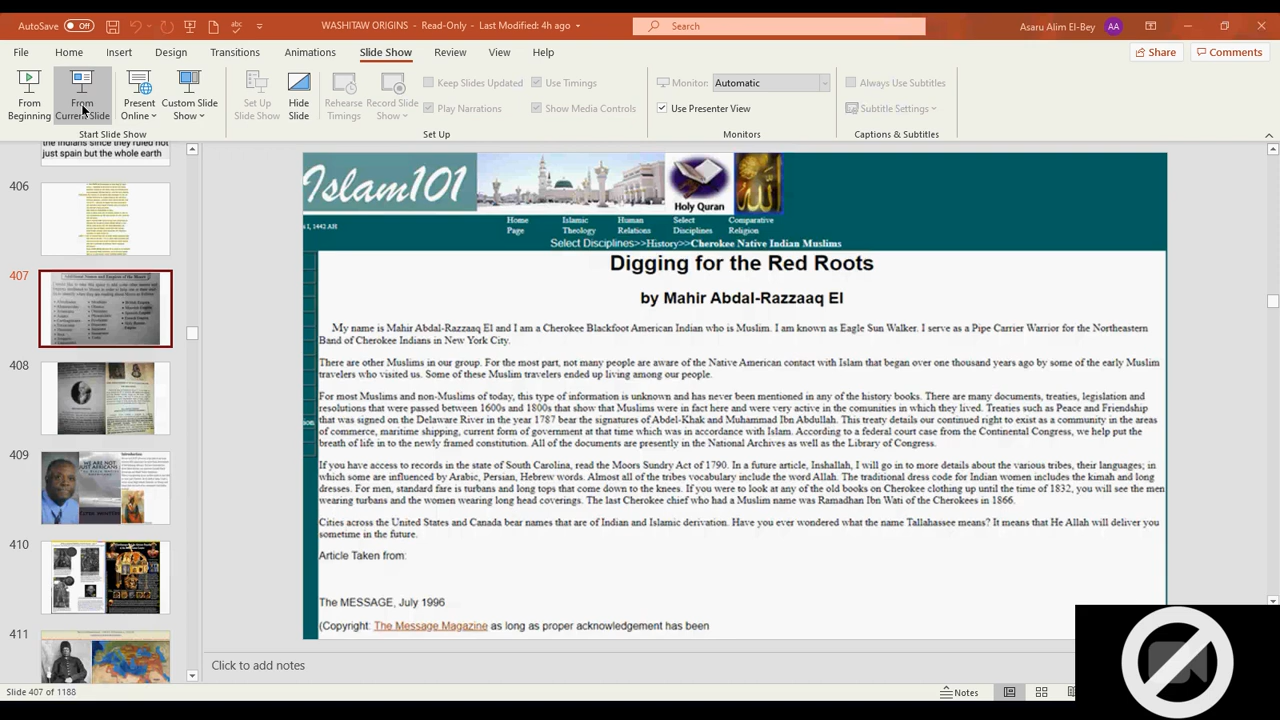 AutoSave Off
WASHITAW ORIGINS - Read-Only - Last Modified: 4h ago
Search
Asaru Alim El-Bey AA
File Home Insert Design Transitions Animations Slide Show Review View Help
Share Comments
From Beginning
From Current Slide
Present Online
Custom Slide Show
Set Up Slide Show
Hide Slide
Rehearse Timings
Record Slide Show
Keep Slides Updated
Play Narrations
Use Timings
Show Media Controls
Monitor: Automatic
Use Presenter View
Always Use Subtitles
Subtitle Settings
Start Slide Show
Set Up
Monitors
Captions & Subtitles
the Indians since they ruled not
just spain but the whole earth
406
407
408
409
410
411
WE ARE NOT
JUST AFRICANS
Islam101
Holy Quran
Home Page
Islamic Theology
Human Relations
Select Disciplines
Comparative Religion
I, 1442 AH
Select Disciplines>>History>>Cherokee Native Indian Muslims
Digging for the Red Roots
by Mahir Abdal-Razzaaq El
My name is Mahir Abdal-Razzaaq El and I am a Cherokee Blackfoot American Indian who is Muslim. I am known as Eagle Sun Walker. I serve as a Pipe Carrier Warrior for the Northeastern
Band of Cherokee Indians in New York City.
There are other Muslims in our group. For the most part, not many people are aware of the Native American contact with Islam that began over one thousand years ago by some of the early Muslim
travelers who visited us. Some of these Muslim travelers ended up living among our people.
For most Muslims and non-Muslims of today, this type of information is unknown and has never been mentioned in any of the history books. There are many documents, treaties, legislation and
resolutions that were passed between 1600s and 1800s that show that Muslims were in fact here and were very active in the comunities in which they lived. Treaties such as Peace and Friendship
that was signed on the Delaware River in the year 1787 bear the signatures of Abdel-Khak and Muhammad Ibn Abdullah. This treaty details our continued right to exist as a community in the areas
of commerce, maritime shipping, current form of government at that time which was in accordance with Islam. According to a federal court case from the Continental Congress, we help put the
breath of life in to the newly framed constitution. All of the documents are presently in the National Archives as well as the Library of Congress.
If you have access to records in the state of South Carolina, read the Moors Sundry Act of 1790. In a future article, Inshallah, I will go in to more details about the various tribes, their languages; in
which some are influenced by Arabic, Persian, Hebrew words. Almost all of the tribes vocabulary include the word Allah. The traditional dress code for Indian women includes the kimah and long
dresses. For men, standard fare is turbans and long tops that come down to the knees. If you were to look at any of the old books on Cherokee clothing up until the time of 1832, you will see the men
wearing turbans and the women wearing long head coverings. The last Cherokee chief who had a Muslim name was Ramadhan Ibn Wati of the Cherokees in 1866.
Cities across the United States and Canada bear names that are of Indian and Islamic derivation. Have you ever wondered what the name Tallahassee means? It means that He Allah will deliver you
sometime in the future.
Article Taken from:
The MESSAGE, July 1996
(Copyright: The Message Magazine as long as proper acknowledgement has been
Click to add notes
Slide 407 of 1188
Notes